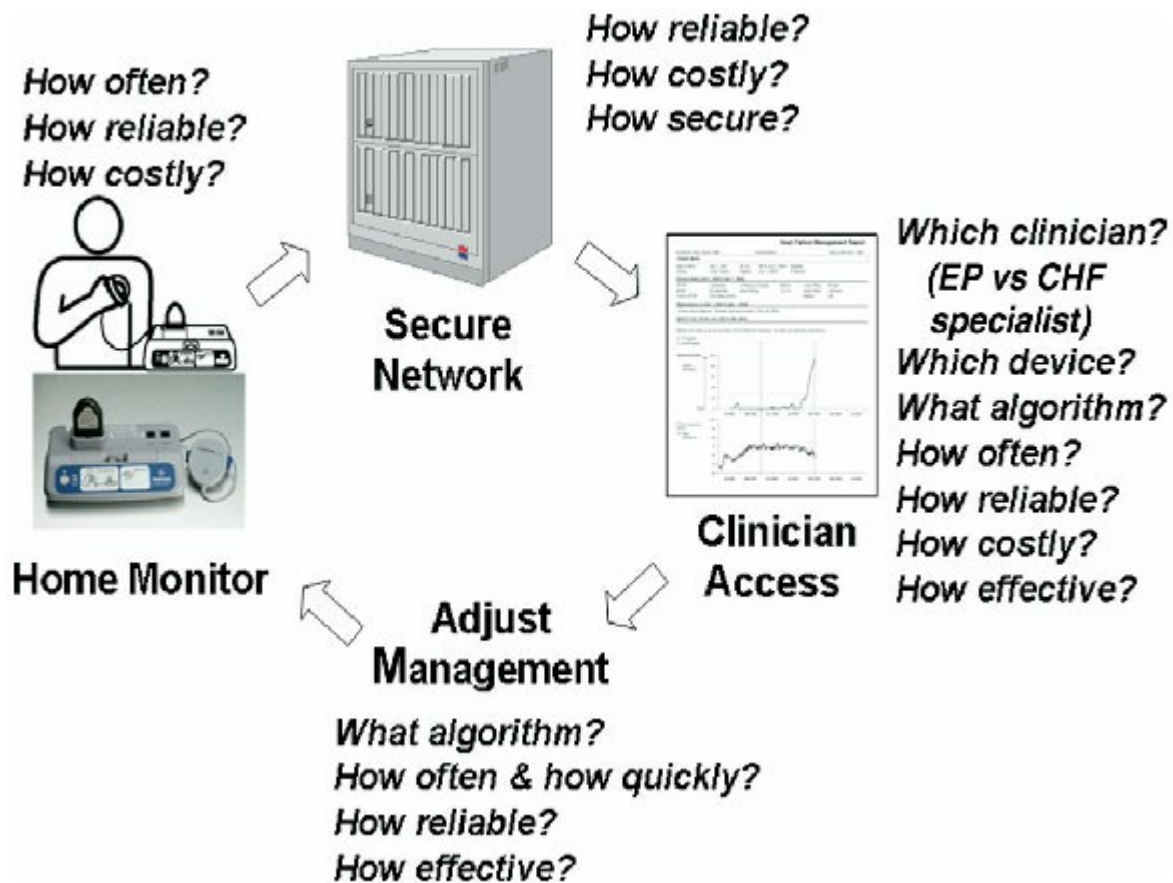 How often?
How reliable?
How costly?
How reliable?
How costly?
How secure?
Secure
Network
Home Monitor
Which clinician?
(EP vs CHF
specialist)
Which device?
What algorithm?
How often?
How reliable?
How costly?
How effective?
Clinician
Access
Adjust
Management
What algorithm?
How often & how quickly?
How reliable?
How effective?